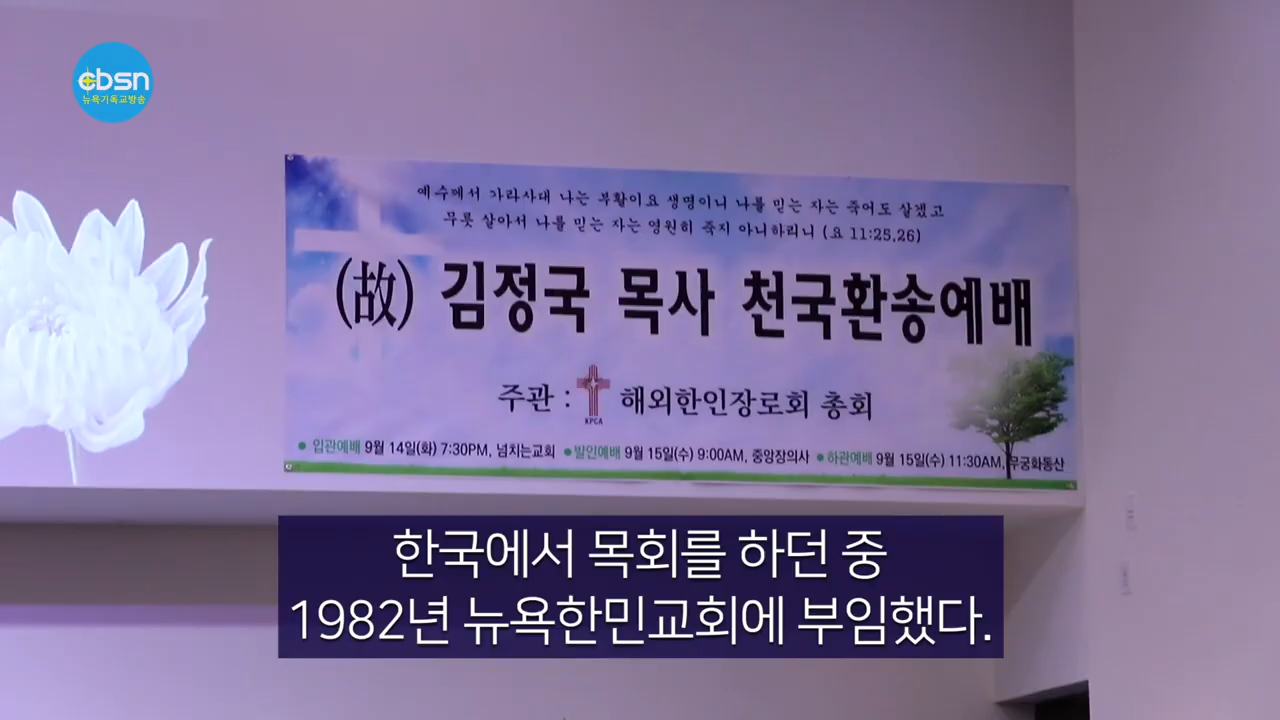 cbsn
뉴욕기독교방송
예수께서 가라사대 나는 부활이요 생명이니 나를 믿는 자는 죽어도 살겠고
무릇 살아서 나를 믿는 자는 영원히 죽지 아니하리니 (요 11:25,26)
(故) 김정국 목사 천국환송예배
주관 : KPCA 해외한인장로회 총회
● 입관예배 9월 14일(화) 7:30PM, 넘치는교회 ● 발인예배 9월 15일(수) 9:00AM, 중앙장의사 ● 하관예배 9월 15일(수) 11:30AM, 무궁화동산
한국에서 목회를 하던 중
1982년 뉴욕한민교회에 부임했다.